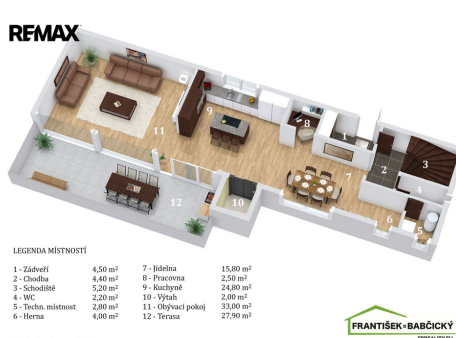 RE/MAX
11
9
8
1
2
3
4
7
12
10
6
5
LEGENDA MÍSTNOSTÍ
1 - Zádveří 4,50 m²
2 - Chodba 4,40 m²
3 - Schodiště 5,20 m²
4 - WC 2,20 m²
5 - Techn. místnost 2,80 m²
6 - Herna 4,00 m²
7 - Jídelna 15,80 m²
8 - Pracovna 2,50 m²
9 - Kuchyně 24,80 m²
10 - Výtah 2,00 m²
11 - Obývací pokoj 33,00 m²
12 - Terasa 27,90 m²
FRANTIŠEK BABČICKÝ